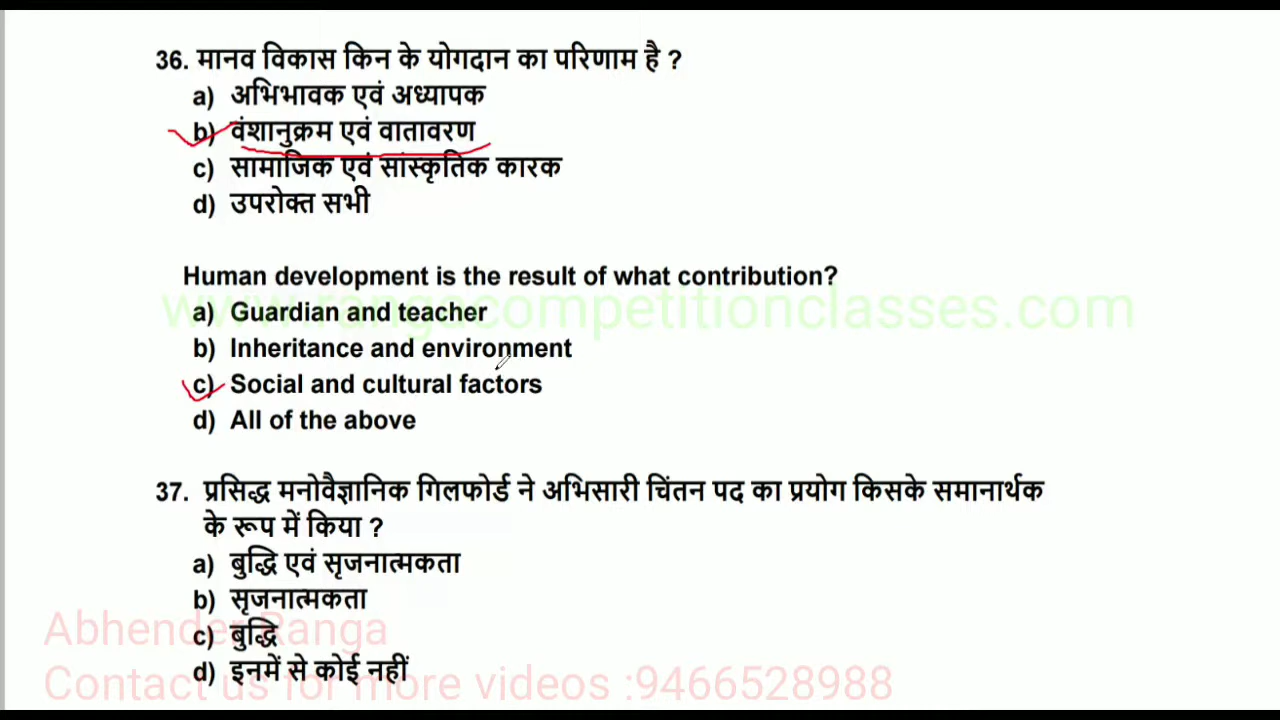 36. मानव विकास किन के योगदान का परिणाम है ?
a) अभिभावक एवं अध्यापक
b) वंशानुक्रम एवं वातावरण
c) सामाजिक एवं सांस्कृतिक कारक
d) उपरोक्त सभी
Human development is the result of what contribution?
www.rangacompetitionclasses.com
a) Guardian and teacher
b) Inheritance and environment
c) Social and cultural factors
d) All of the above
37. प्रसिद्ध मनोवैज्ञानिक गिलफोर्ड ने अभिसारी चिंतन पद का प्रयोग किसके समानार्थक
के रूप में किया ?
a) बुद्धि एवं सृजनात्मकता
b) सृजनात्मकता
Abhender Ranga
c) बुद्धि
d) इनमें से कोई नहीं
Contact us for more videos :9466528988